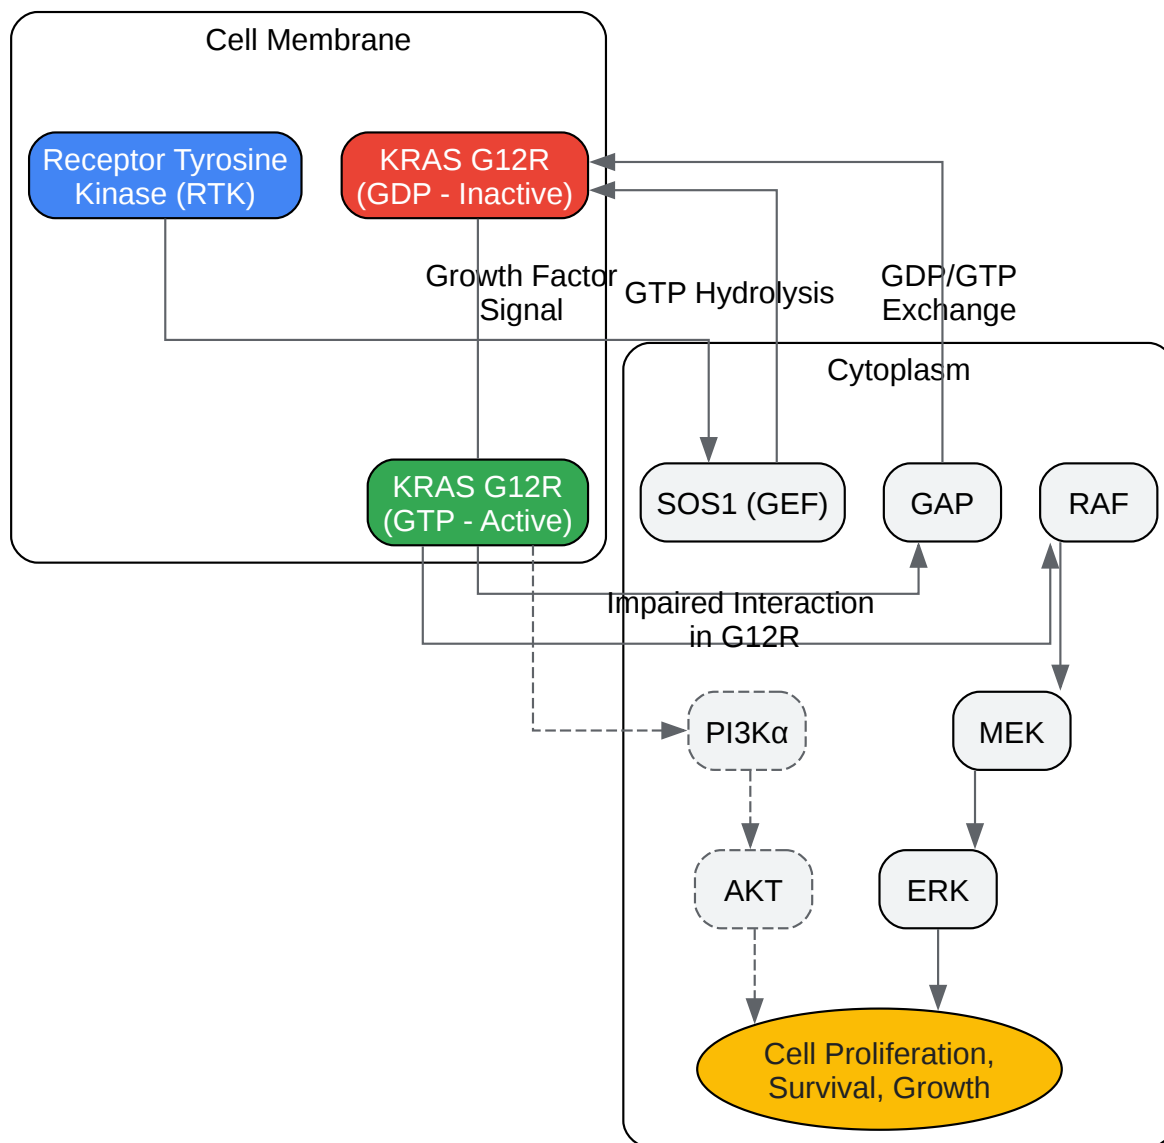 Cell Membrane
Receptor Tyrosine
Kinase (RTK)
KRAS G12R
(GDP - Inactive)
Growth Factor
Signal
GTP Hydrolysis
GDP/GTP
Exchange
Cytoplasm
KRAS G12R
(GTP - Active)
SOS1 (GEF)
GAP
RAF
Impaired Interaction
in G12R
PI3Kα
MEK
AKT
ERK
Cell Proliferation,
Survival, Growth